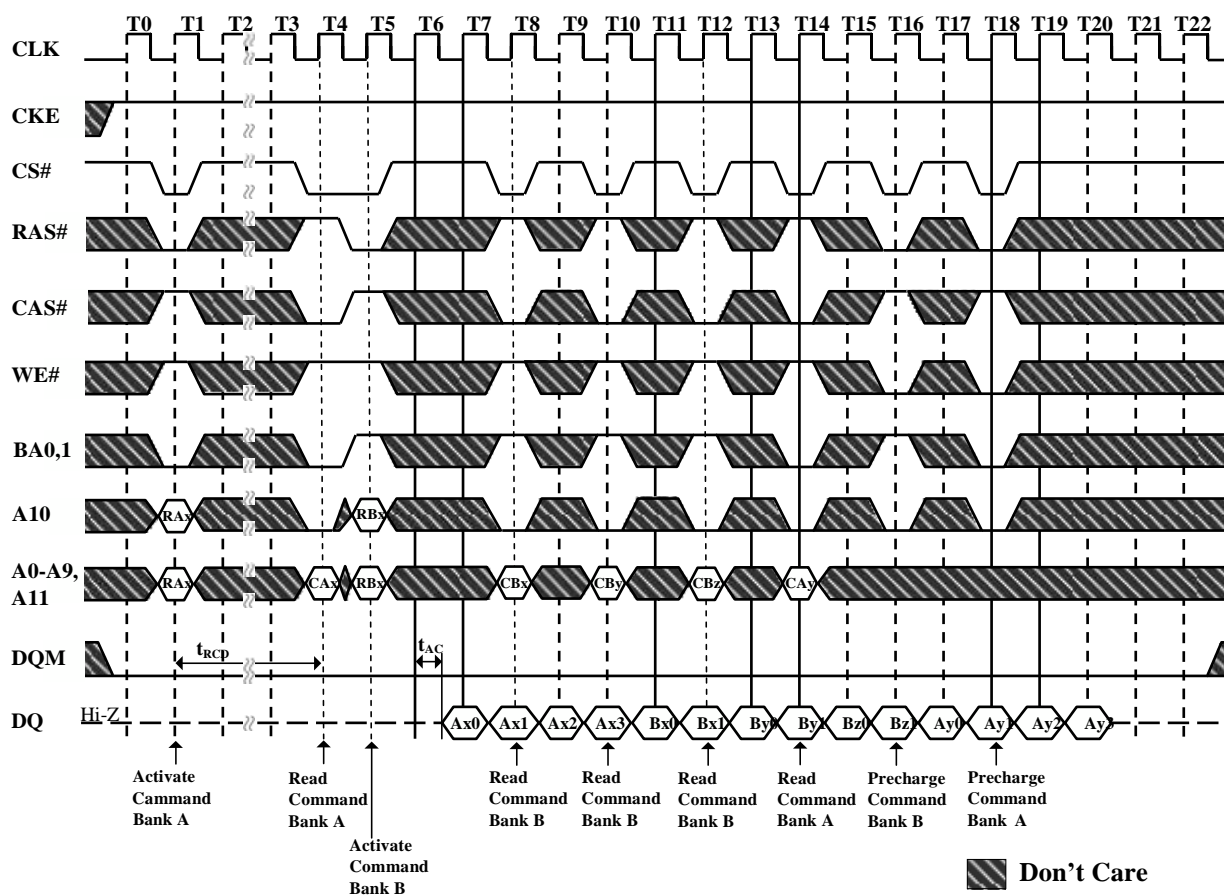 T0 T1 T2 T3 T4 T5 T6 T7 T8 T9 T10 T11 T12 T13 T14 T15 T16 T17 T18 T19 T20 T21 T22
CLK
CKE
CS#
RAS#
CAS#
WE#
BA0,1
A10 RAx RBx
A0-A9,
A11
RAx CAx RBx CBx CBy CBz CAy
DQM
tRCD
tAC
DQ
Hi-Z
Ax0 Ax1 Ax2 Ax3 Bx0 Bx1 By0 By1 Bz0 Bz1 Ay0 Ay1 Ay2 Ay3
Activate
Cammand
Bank A
Read
Command
Bank A
Activate
Command
Bank B
Read
Command
Bank B
Read
Command
Bank B
Read
Command
Bank B
Read
Command
Bank A
Precharge
Command
Bank B
Precharge
Command
Bank A
Don't Care